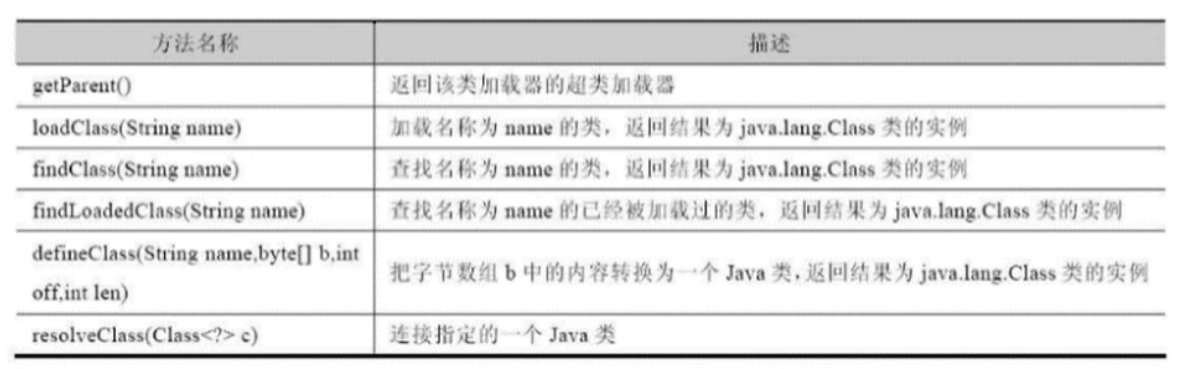 方法名称 描述
getParent() 返回该类加载器的超类加载器
loadClass(String name) 加载名称为 name 的类，返回结果为 java.lang.Class 类的实例
findClass(String name) 查找名称为 name 的类，返回结果为 java.lang.Class 类的实例
findLoadedClass(String name) 查找名称为 name 的已经被加载过的类，返回结果为 java.lang.Class 类的实例
defineClass(String name,byte[] b,int
off,int len)
把字节数组 b 中的内容转换为一个 Java 类，返回结果为 java.lang.Class 类的实例
resolveClass(Class<?> c) 连接指定的一个 Java 类